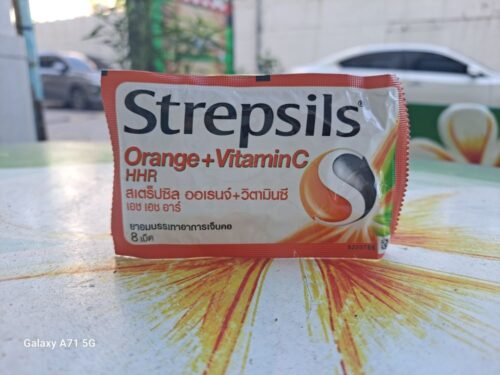 Strepsils®
Orange+VitaminC
HHR
สเตร็ปซิล ออเรนจ์+วิตามินซี
เอช เอช อาร์
ยาอมบรรเทาอาการเจ็บคอ
8 เม็ด
Galaxy A71 5G